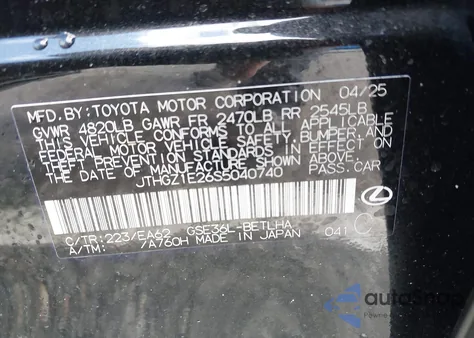 MFD. BY: TOYOTA MOTOR CORPORATION 04/25
GVWR 4820LB GAWR FR 2470LB RR 2545LB
THIS VEHICLE CONFORMS TO ALL APPLICABLE
FEDERAL MOTOR VEHICLE SAFETY, BUMPER, AND
THEFT PREVENTION STANDARDS IN EFFECT ON
THE DATE OF MANUFACTURE SHOWN ABOVE.
JTHGZ1E26S5040740 PASS. CAR
C/TR: 223/EA62 GSE36L-BETLHA
A/TM: /A760H MADE IN JAPAN 041 C